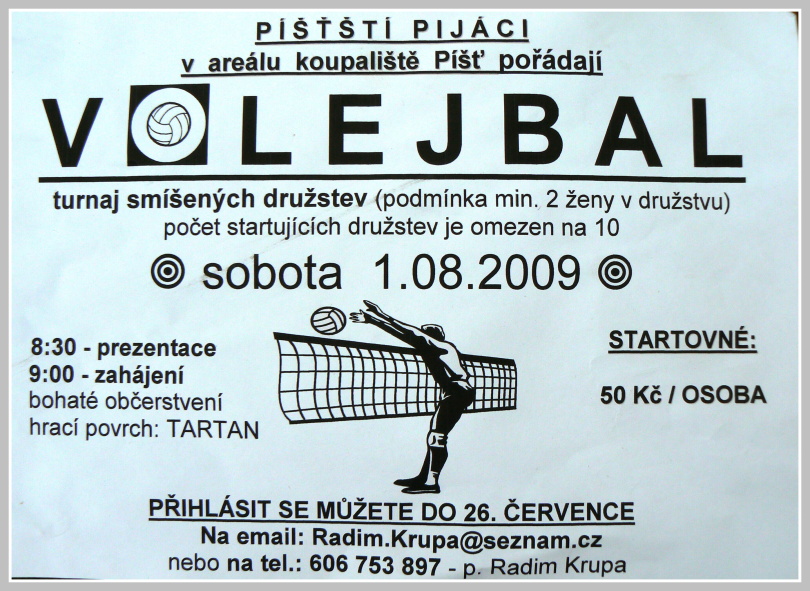 PÍŠŤŠTÍ PIJÁCI
v areálu koupaliště Píšť pořádají
VOLEJBAL
turnaj smíšených družstev (podmínka min. 2 ženy v družstvu)
počet startujících družstev je omezen na 10
sobota 1.08.2009
8:30 - prezentace
9:00 - zahájení
bohaté občerstvení
hrací povrch: TARTAN
STARTOVNÉ:
50 Kč / OSOBA
PŘIHLÁSIT SE MŮŽETE DO 26. ČERVENCE
Na email: Radim.Krupa@seznam.cz
nebo na tel.: 606 753 897 - p. Radim Krupa